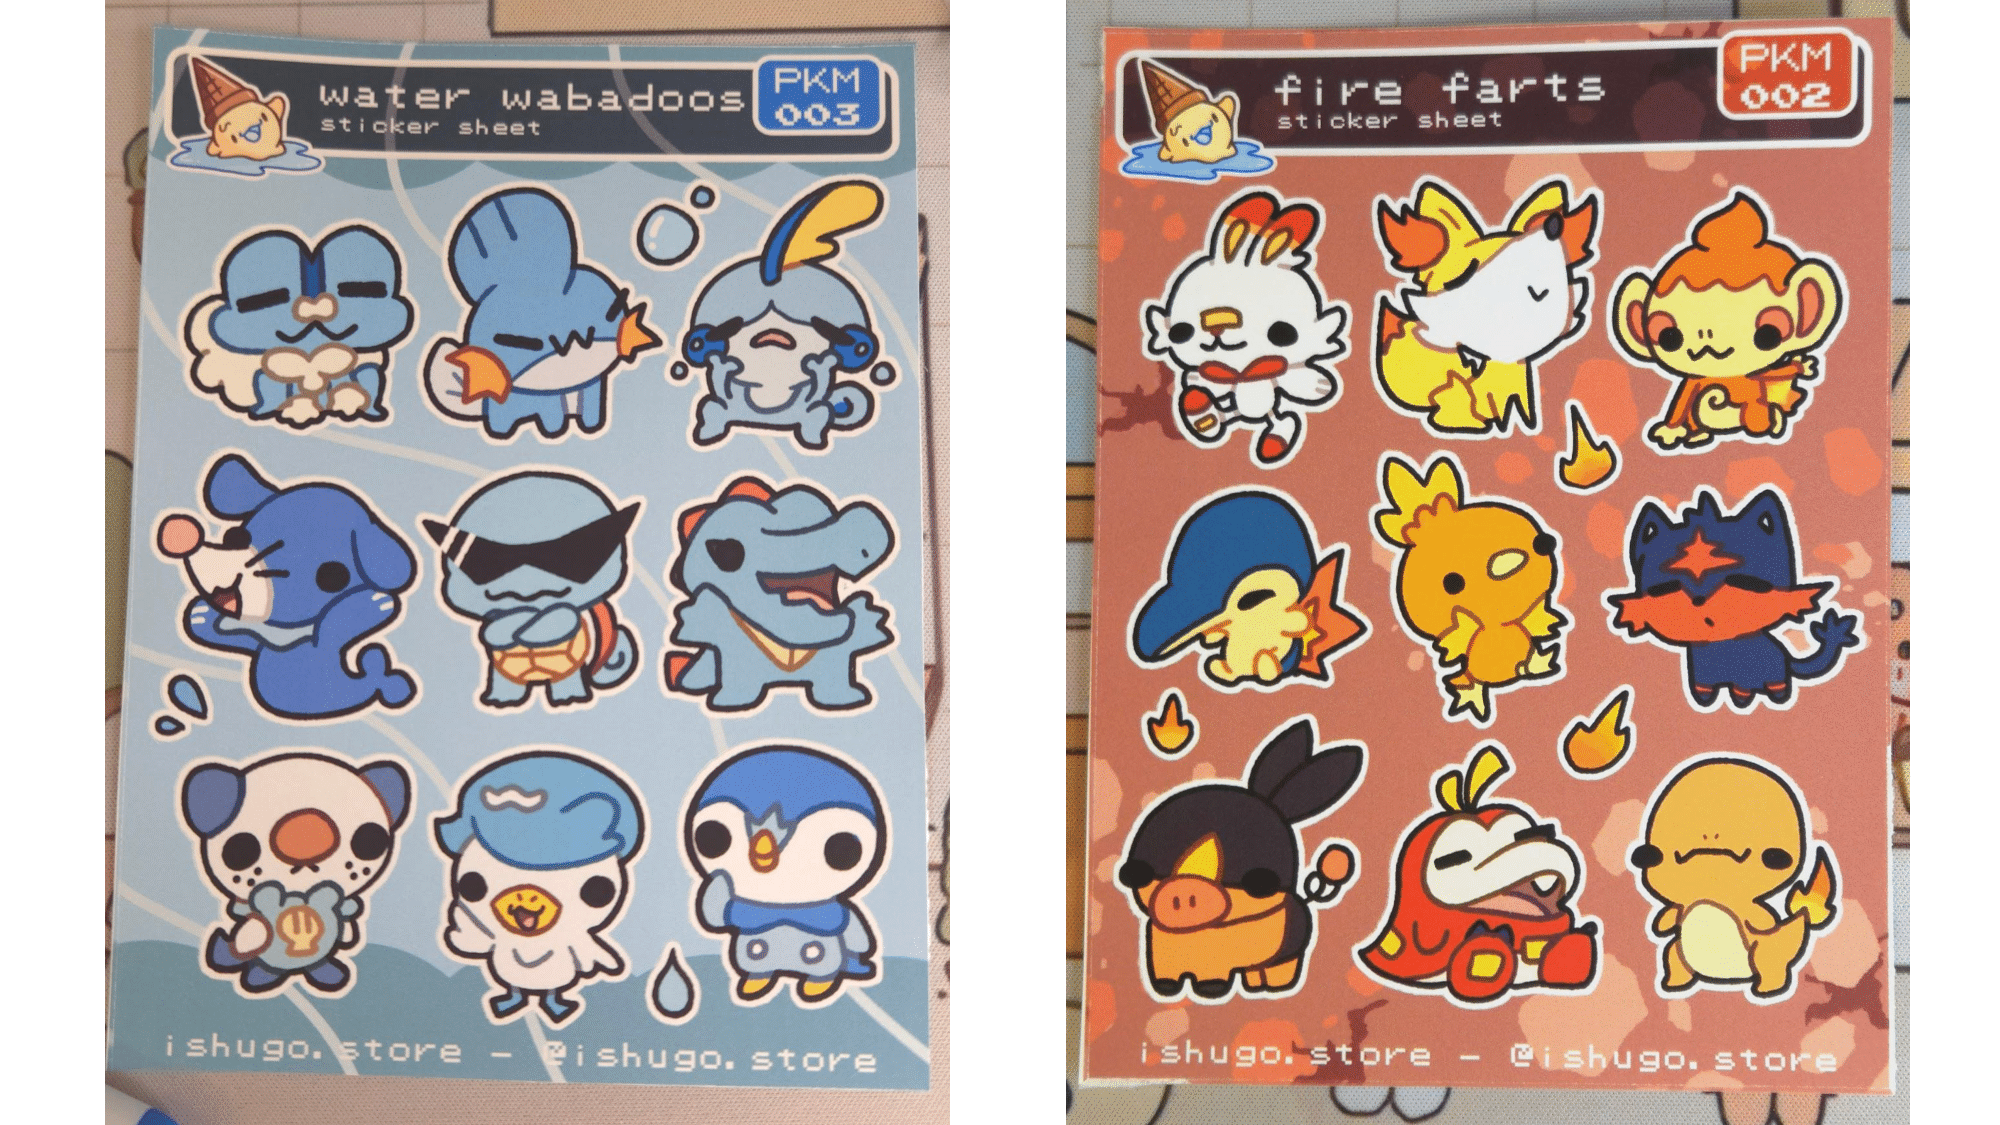 water wabadoos
sticker sheet
PKM
003
ishugo.store – @ishugo.store
fire farts
sticker sheet
PKM
002
ishugo.store – @ishugo.store